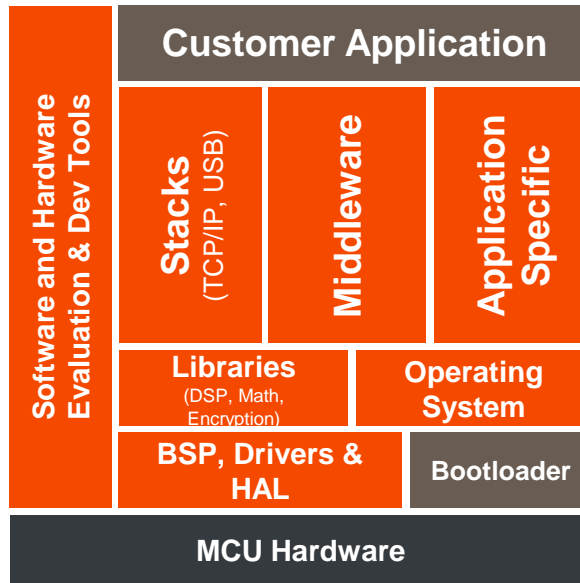 Customer Application
Software and Hardware
Evaluation & Dev Tools
Stacks
(TCP/IP, USB)
Middleware
Application
Specific
Libraries
(DSP, Math,
Encryption)
Operating
System
BSP, Drivers &
HAL
Bootloader
MCU Hardware